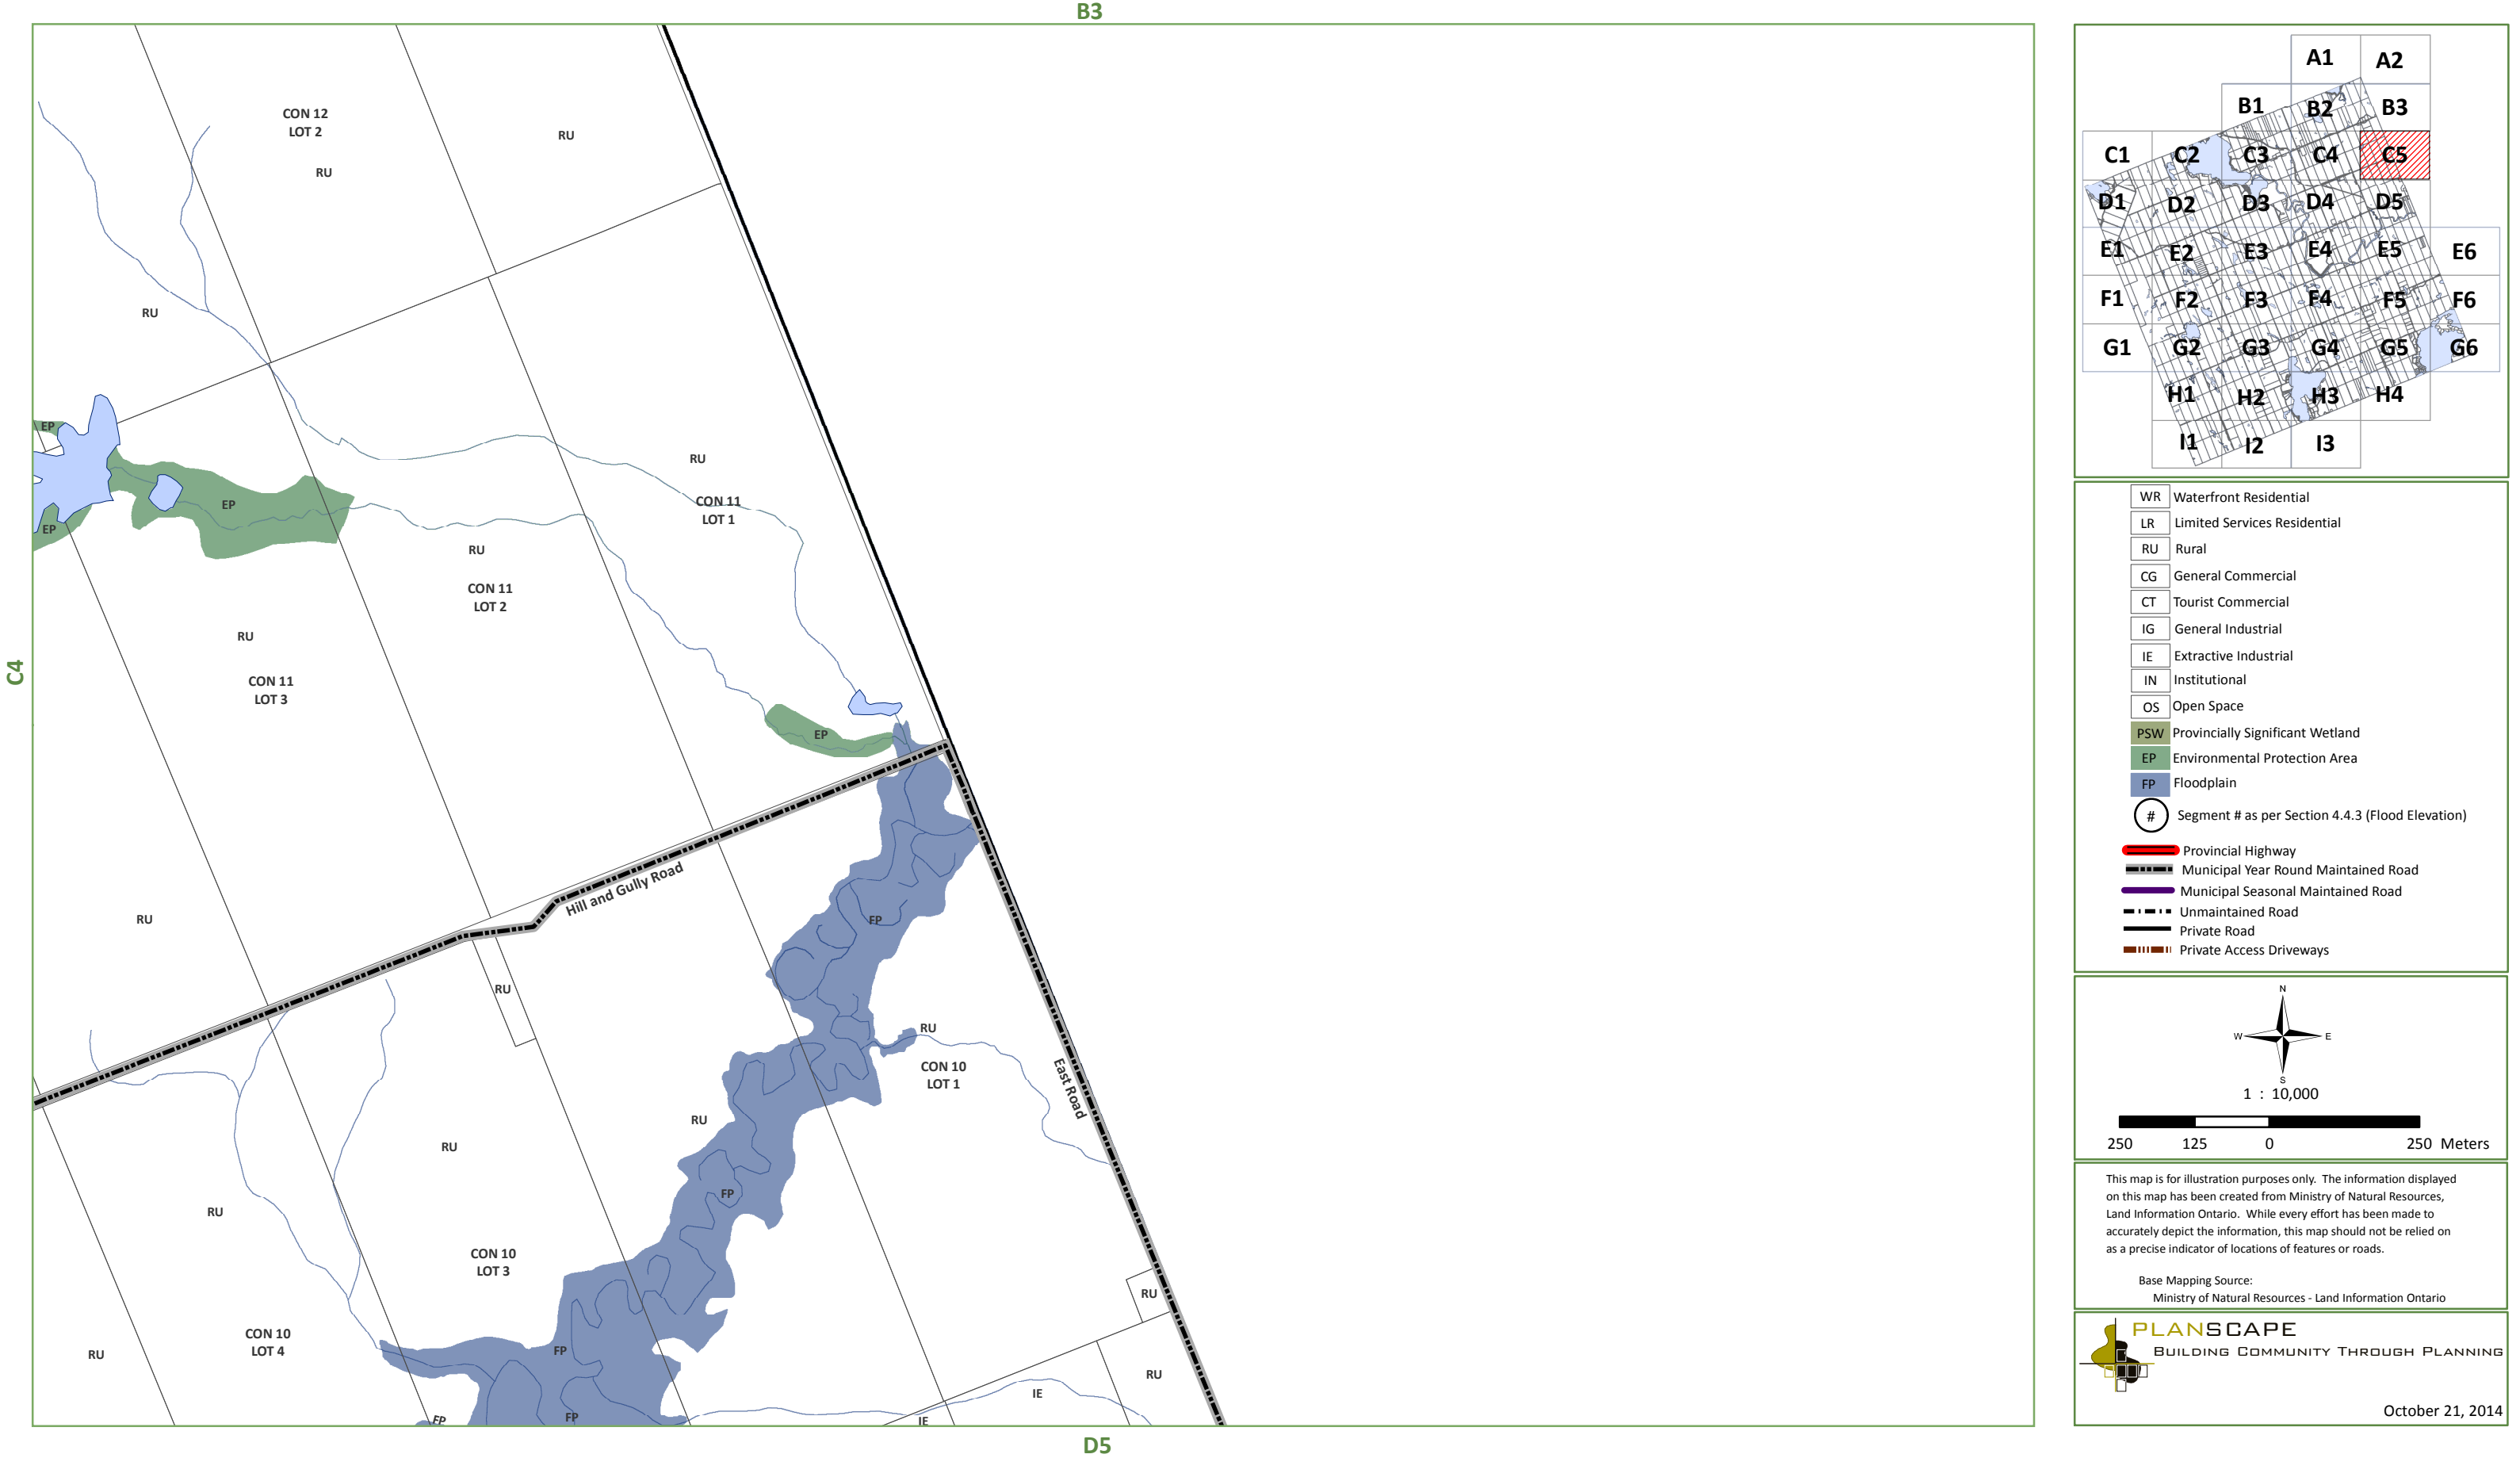 B3
CON 12
LOT 2
RU
RU
RU
EP
EP
EP
RU
CON 11
LOT 1
RU
CON 11
LOT 2
RU
CON 11
LOT 3
C4
EP
RU
Hill and Gully Road
FP
RU
RU
CON 10
LOT 1
East Road
RU
RU
RU
FP
CON 10
LOT 3
RU
CON 10
LOT 4
RU
FP
RU
IE
FP
FP
IE
D5
A1
A2
B1
B2
B3
C1
C2
C3
C4
C5
D1
D2
D3
D4
D5
E1
E2
E3
E4
E5
E6
F1
F2
F3
F4
F5
F6
G1
G2
G3
G4
G5
G6
H1
H2
H3
H4
I1
I2
I3
WR Waterfront Residential
LR Limited Services Residential
RU Rural
CG General Commercial
CT Tourist Commercial
IG General Industrial
IE Extractive Industrial
IN Institutional
OS Open Space
PSW Provincially Significant Wetland
EP Environmental Protection Area
FP Floodplain
# Segment # as per Section 4.4.3 (Flood Elevation)
Provincial Highway
Municipal Year Round Maintained Road
Municipal Seasonal Maintained Road
Unmaintained Road
Private Road
Private Access Driveways
N
W E
S
1 : 10,000
250 125 0 250 Meters
This map is for illustration purposes only. The information displayed
on this map has been created from Ministry of Natural Resources,
Land Information Ontario. While every effort has been made to
accurately depict the information, this map should not be relied on
as a precise indicator of locations of features or roads.
Base Mapping Source:
Ministry of Natural Resources - Land Information Ontario
PLANSCAPE
BUILDING COMMUNITY THROUGH PLANNING
October 21, 2014